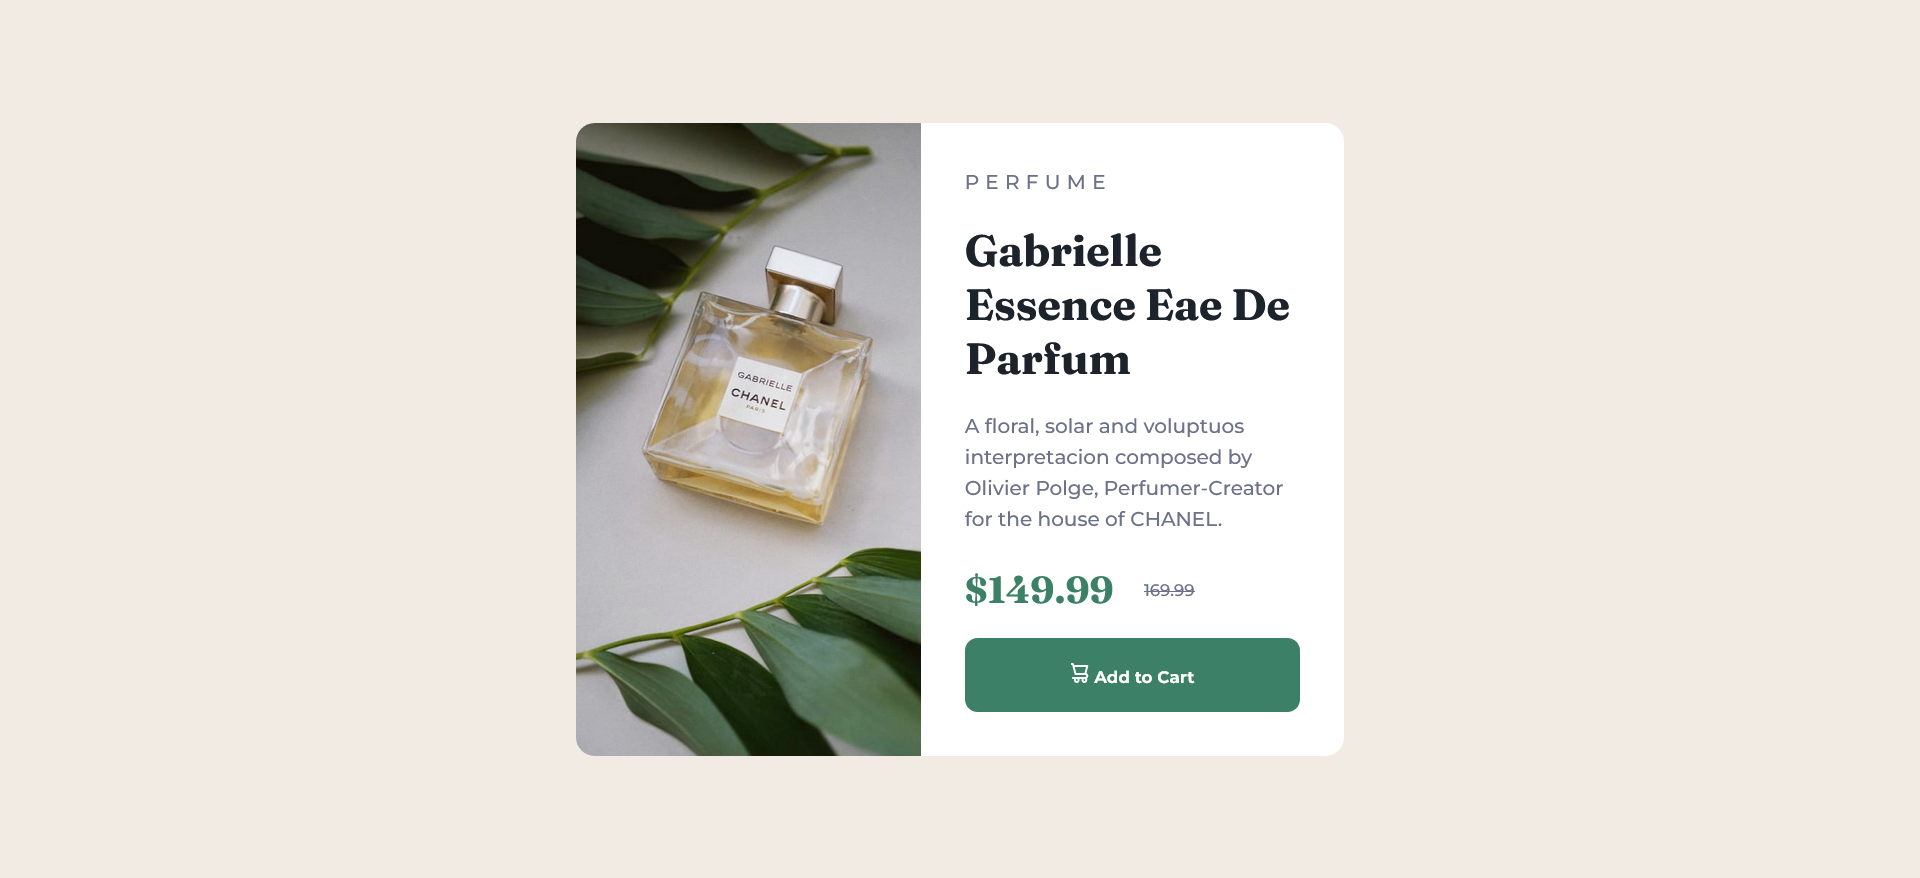 GABRIELLE
CHANEL
PARIS
PERFUME
Gabrielle
Essence Eae De
Parfum
A floral, solar and voluptuos
interpretacion composed by
Olivier Polge, Perfumer-Creator
for the house of CHANEL.
$149.99 169.99
Add to Cart